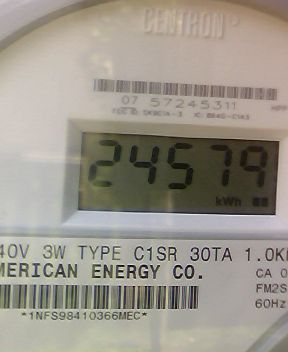 CENTRON®
07 57245311
24579
kWh
40V 3W TYPE C1SR 30TA 1.0K
MERICAN ENERGY CO.
CA 0
FM2S
60Hz
*1NFS98410366MEC*